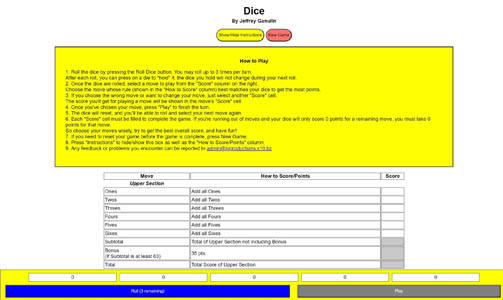 Dice
By Jeffrey Gamulin
Show/Hide Instructions New Game
How to Play
1. Roll the dice by pressing the Roll Dice button. You may roll up to 3 times per turn.
After each roll, you can press on a die to "hold" it; the dice you hold will not change during your next roll.
2. Once the dice are rolled, select a move to play from the "Score" column on the right.
Choose the move whose rule (shown in the "How to Score" column) best matches your dice to get the most points.
3. If you choose the wrong move or want to change your move, just select another "Score" cell.
The score you'll get for playing a move will be shown in the move's "Score" cell.
4. Once you've chosen your move, press "Play" to finish the turn.
5. The dice will reset, and you'll be able to roll and select your next move again.
6. Each "Score" cell must be filled to complete the game. If you're running out of moves and your dice will only score 0 points for a remaining move, you must take 0
points for that move.
So choose your moves wisely, try to get the best overall score, and have fun!
7. If you need to reset your game before the game is complete, press New Game.
8. Press "Instructions" to hide/show this box as well as the "How to Score/Points" column.
9. Any feedback or problems you encounter can be reported to
Move How to Score/Points Score
Upper Section
Ones Add all Ones
Twos Add all Twos
Threes Add all Threes
Fours Add all Fours
Fives Add all Fives
Sixes Add all Sixes
Subtotal Total of Upper Section not including Bonus
Bonus
(If Subtotal is at least 63) 35 pts.
Total Total Score of Upper Section
0 0 0 0 0
Roll (3 remaining) Play